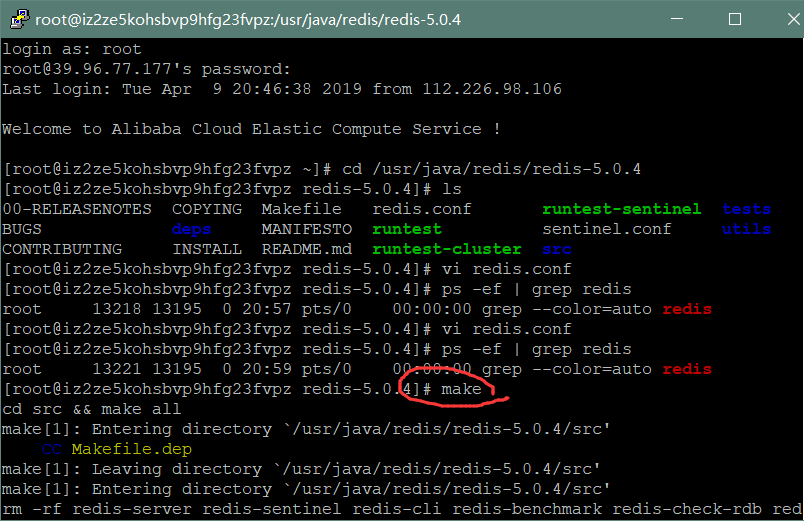 root@iz2ze5kohsbvp9hfg23fvpz:/usr/java/redis/redis-5.0.4
login as: root
root@39.96.77.177's password:
Last login: Tue Apr  9 20:46:38 2019 from 112.226.98.106
Welcome to Alibaba Cloud Elastic Compute Service !
[root@iz2ze5kohsbvp9hfg23fvpz ~]# cd /usr/java/redis/redis-5.0.4
[root@iz2ze5kohsbvp9hfg23fvpz redis-5.0.4]# ls
00-RELEASENOTES  COPYING  Makefile   redis.conf       runtest-sentinel  tests
BUGS             deps     MANIFESTO  runtest          sentinel.conf     utils
CONTRIBUTING     INSTALL  README.md  runtest-cluster  src
[root@iz2ze5kohsbvp9hfg23fvpz redis-5.0.4]# vi redis.conf
[root@iz2ze5kohsbvp9hfg23fvpz redis-5.0.4]# ps -ef | grep redis
root     13218 13195  0 20:57 pts/0    00:00:00 grep --color=auto redis
[root@iz2ze5kohsbvp9hfg23fvpz redis-5.0.4]# vi redis.conf
[root@iz2ze5kohsbvp9hfg23fvpz redis-5.0.4]# ps -ef | grep redis
root     13221 13195  0 20:59 pts/0    00:00:00 grep --color=auto redis
[root@iz2ze5kohsbvp9hfg23fvpz redis-5.0.4]# make
cd src && make all
make[1]: Entering directory `/usr/java/redis/redis-5.0.4/src'
    CC Makefile.dep
make[1]: Leaving directory `/usr/java/redis/redis-5.0.4/src'
make[1]: Entering directory `/usr/java/redis/redis-5.0.4/src'
rm -rf redis-server redis-sentinel redis-cli redis-benchmark redis-check-rdb red